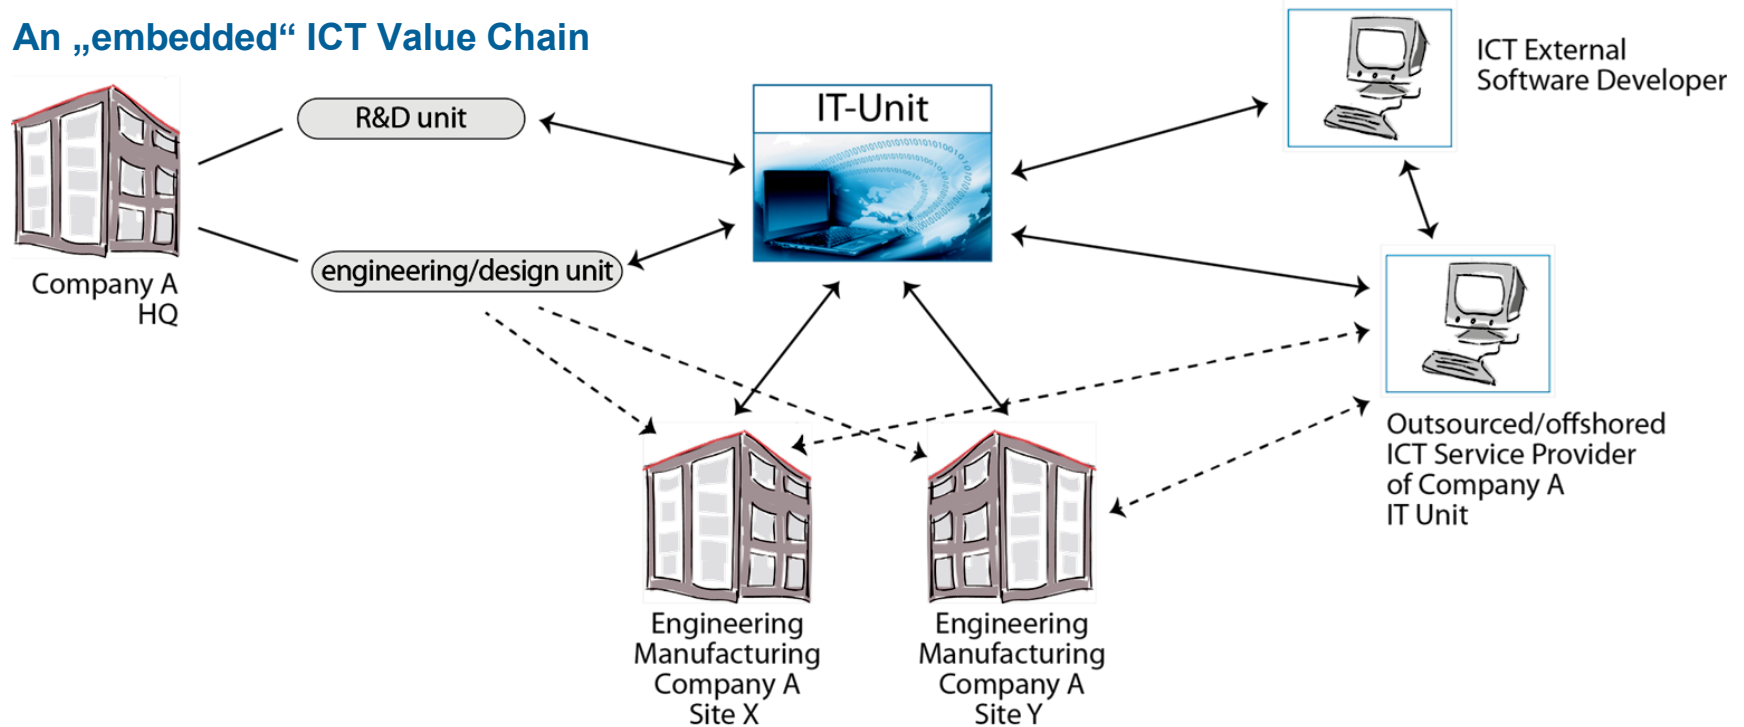 An „embedded“ ICT Value Chain
Company A
HQ
R&D unit
engineering/design unit
IT-Unit
ICT External
Software Developer
Outsourced/offshored
ICT Service Provider
of Company A
IT Unit
Engineering
Manufacturing
Company A
Site X
Engineering
Manufacturing
Company A
Site Y